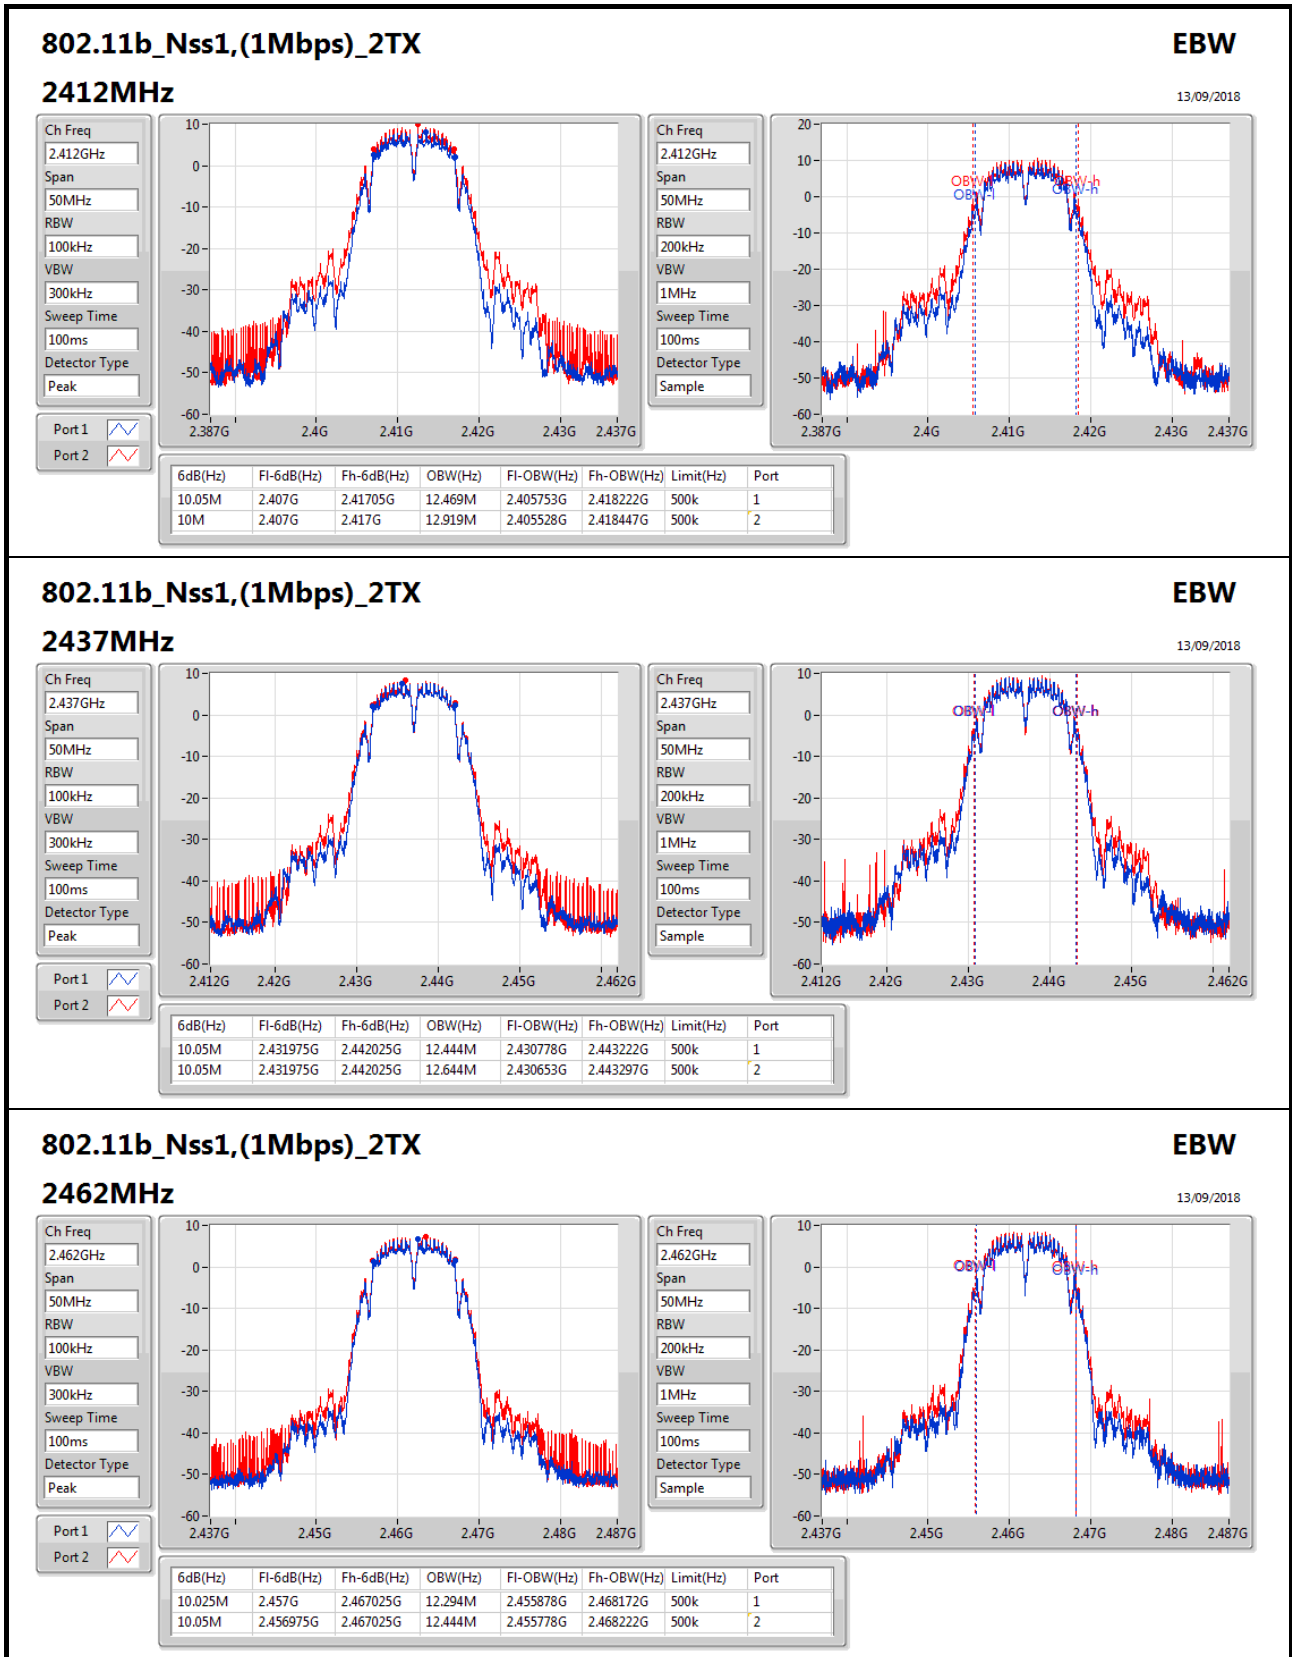 802.11b_Nss1,(1Mbps)_2TX EBW
2412MHz 13/09/2018
Ch Freq
2.412GHz
Span
50MHz
RBW
100kHz
VBW
300kHz
Sweep Time
100ms
Detector Type
Peak
Port 1
Port 2
10
0
-10
-20
-30
-40
-50
-60
2.387G 2.4G 2.41G 2.42G 2.43G 2.437G
Ch Freq
2.412GHz
Span
50MHz
RBW
200kHz
VBW
1MHz
Sweep Time
100ms
Detector Type
Sample
20
10
0
-10
-20
-30
-40
-50
-60
OBW-l OBW-h
OBW-l OBW-h
2.387G 2.4G 2.41G 2.42G 2.43G 2.437G
6dB(Hz) Fl-6dB(Hz) Fh-6dB(Hz) OBW(Hz) Fl-OBW(Hz) Fh-OBW(Hz) Limit(Hz) Port
10.05M 2.407G 2.41705G 12.469M 2.405753G 2.418222G 500k 1
10M 2.407G 2.417G 12.919M 2.405528G 2.418447G 500k 2
802.11b_Nss1,(1Mbps)_2TX EBW
2437MHz 13/09/2018
Ch Freq
2.437GHz
Span
50MHz
RBW
100kHz
VBW
300kHz
Sweep Time
100ms
Detector Type
Peak
Port 1
Port 2
10
0
-10
-20
-30
-40
-50
-60
2.412G 2.42G 2.43G 2.44G 2.45G 2.462G
Ch Freq
2.437GHz
Span
50MHz
RBW
200kHz
VBW
1MHz
Sweep Time
100ms
Detector Type
Sample
10
0
-10
-20
-30
-40
-50
-60
OBW-l OBW-h
2.412G 2.42G 2.43G 2.44G 2.45G 2.462G
6dB(Hz) Fl-6dB(Hz) Fh-6dB(Hz) OBW(Hz) Fl-OBW(Hz) Fh-OBW(Hz) Limit(Hz) Port
10.05M 2.431975G 2.442025G 12.444M 2.430778G 2.443222G 500k 1
10.05M 2.431975G 2.442025G 12.644M 2.430653G 2.443297G 500k 2
802.11b_Nss1,(1Mbps)_2TX EBW
2462MHz 13/09/2018
Ch Freq
2.462GHz
Span
50MHz
RBW
100kHz
VBW
300kHz
Sweep Time
100ms
Detector Type
Peak
Port 1
Port 2
10
0
-10
-20
-30
-40
-50
-60
2.437G 2.45G 2.46G 2.47G 2.48G 2.487G
Ch Freq
2.462GHz
Span
50MHz
RBW
200kHz
VBW
1MHz
Sweep Time
100ms
Detector Type
Sample
10
0
-10
-20
-30
-40
-50
-60
OBW-l OBW-h
2.437G 2.45G 2.46G 2.47G 2.48G 2.487G
6dB(Hz) Fl-6dB(Hz) Fh-6dB(Hz) OBW(Hz) Fl-OBW(Hz) Fh-OBW(Hz) Limit(Hz) Port
10.025M 2.457G 2.467025G 12.294M 2.455878G 2.468172G 500k 1
10.05M 2.456975G 2.467025G 12.444M 2.455778G 2.468222G 500k 2